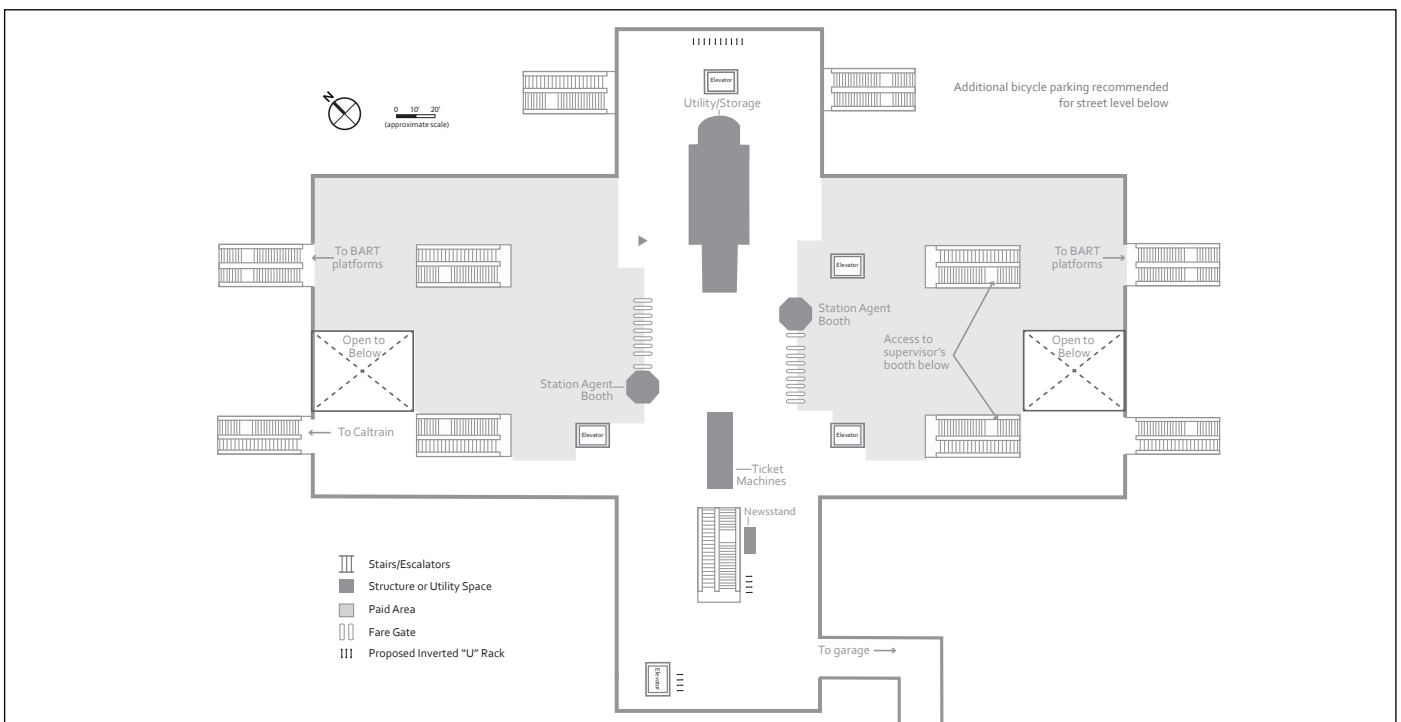 Elevator
Utility/Storage
Additional bicycle parking recommended
for street level below
N
0 10' 20'
(approximate scale)
To BART
platforms
To BART
platforms
Elevator
Station Agent
Booth
Open to
Below
Access to
supervisor's
booth below
Open to
Below
Station Agent
Booth
To Caltrain
Elevator
Elevator
Ticket
Machines
Newsstand
Stairs/Escalators
Structure or Utility Space
Paid Area
Fare Gate
Proposed Inverted “U” Rack
To garage
Elevator